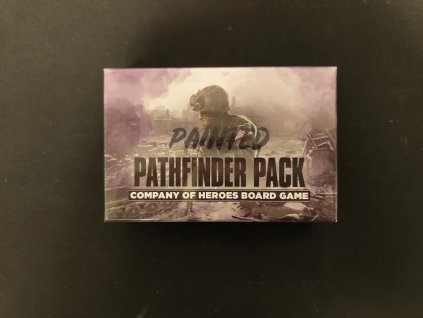 PAINTED
PATHFINDER PACK
COMPANY OF HEROES BOARD GAME